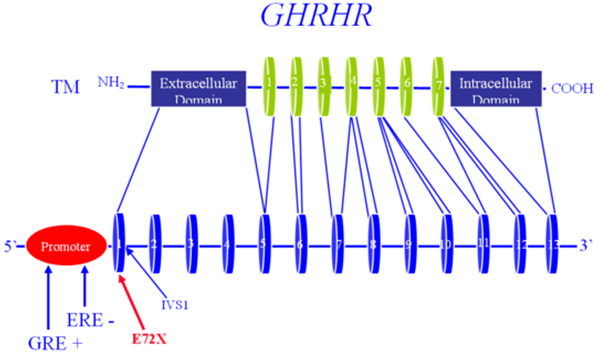 GHRHR
TM NH2 Extracellular Domain 1 2 3 4 5 6 7 Intracellular Domain COOH
5' Promoter 1 2 3 4 5 6 7 8 9 10 11 12 13 3'
IVS1
ERE -
GRE + E72X